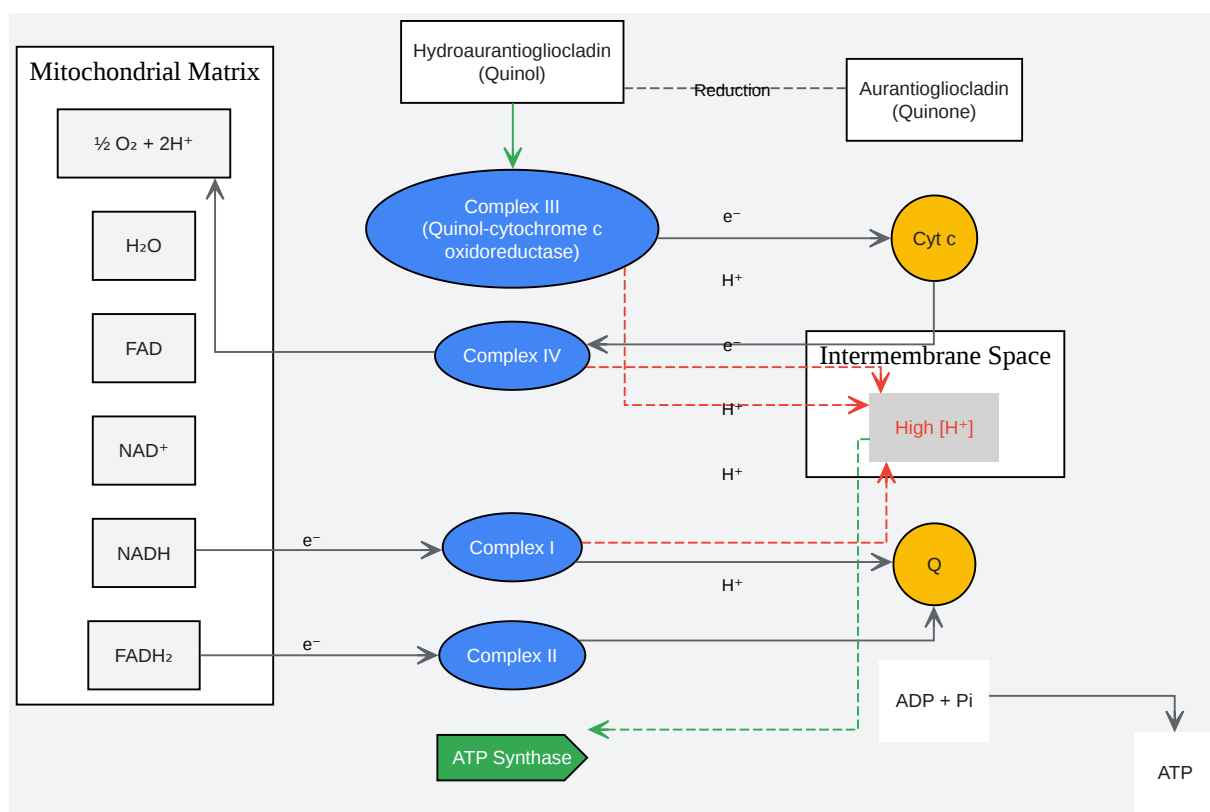 Mitochondrial Matrix
½ O₂ + 2H⁺
H₂O
FAD
NAD⁺
NADH
FADH₂
Hydroaurantiogliocladin
(Quinol)
Reduction
Aurantiogliocladin
(Quinone)
Complex III
(Quinol-cytochrome c
oxidoreductase)
e⁻
Cyt c
H⁺
Complex IV
e⁻
Intermembrane Space
H⁺
High [H⁺]
H⁺
e⁻
Complex I
Q
H⁺
e⁻
Complex II
ADP + Pi
ATP Synthase
ATP